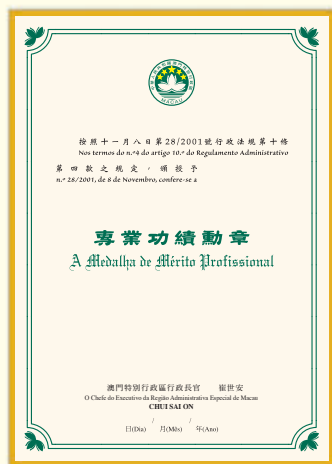 MACAU
按照十一月八日第28/2001號行政法規第十條
Nos termos do n.º4 do artigo 10.º do Regulamento Administrativo
第四款之規定，頒授予
n.º 28/2001, de 8 de Novembro, confere-se a
專業功績勳章
A Medalha de Mérito Profissional
澳門特別行政區行政長官 崔世安
O Chefe do Executivo da Região Administrativa Especial de Macau
CHUI SAI ON
/ /
日(Dia) 月(Mês) 年(Ano)